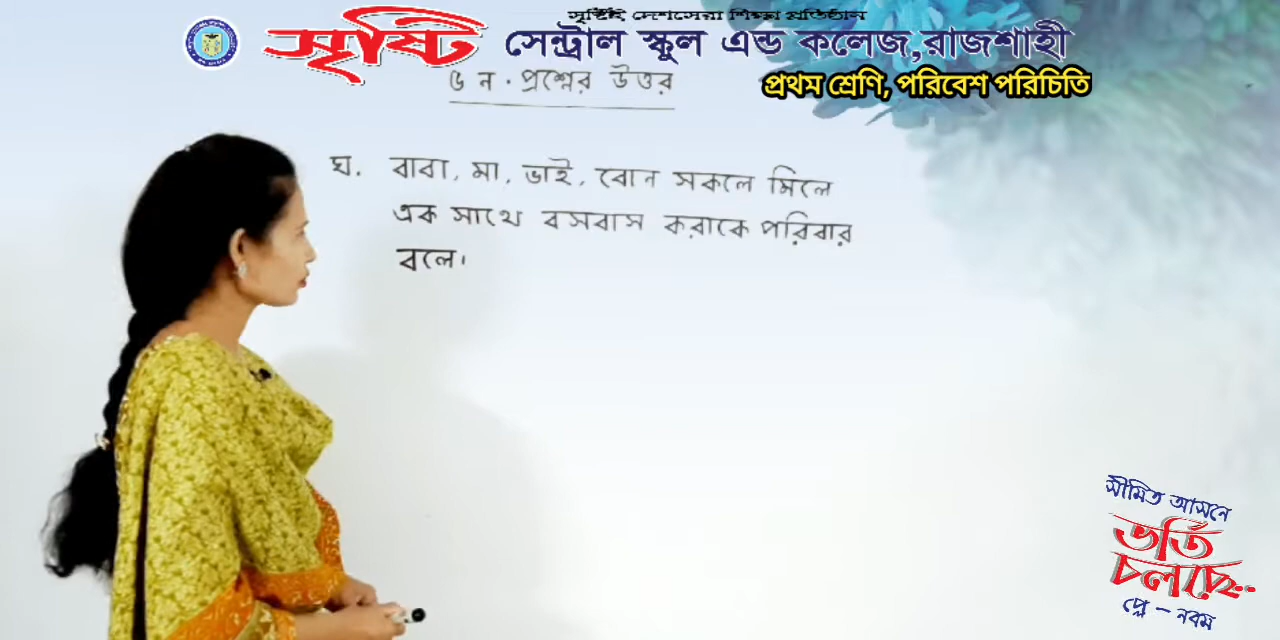 সৃষ্টিই দেশসেরা শিক্ষা প্রতিষ্ঠান
সৃষ্টি সেন্ট্রাল স্কুল এন্ড কলেজ,রাজশাহী
প্রথম শ্রেণি, পরিবেশ পরিচিতি
৬ ন. প্রশ্নের উত্তর
ঘ. বাবা, মা, ভাই, বোন সকলে মিলে
এক সাথে বসবাস করাকে পরিবার
বলে।
সীমিত আসনে
ভর্তি
চলছে..
প্লে - নবম